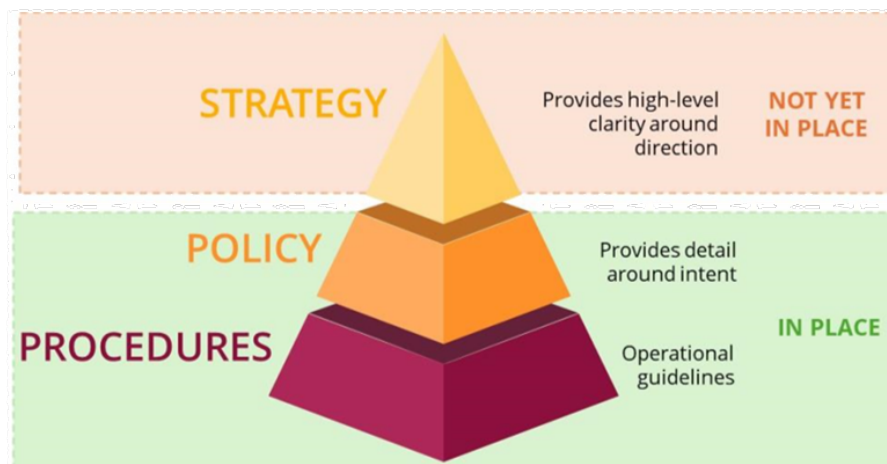 STRATEGY
Provides high-level
clarity around
direction
NOT YET
IN PLACE
POLICY
Provides detail
around intent
PROCEDURES
Operational
guidelines
IN PLACE